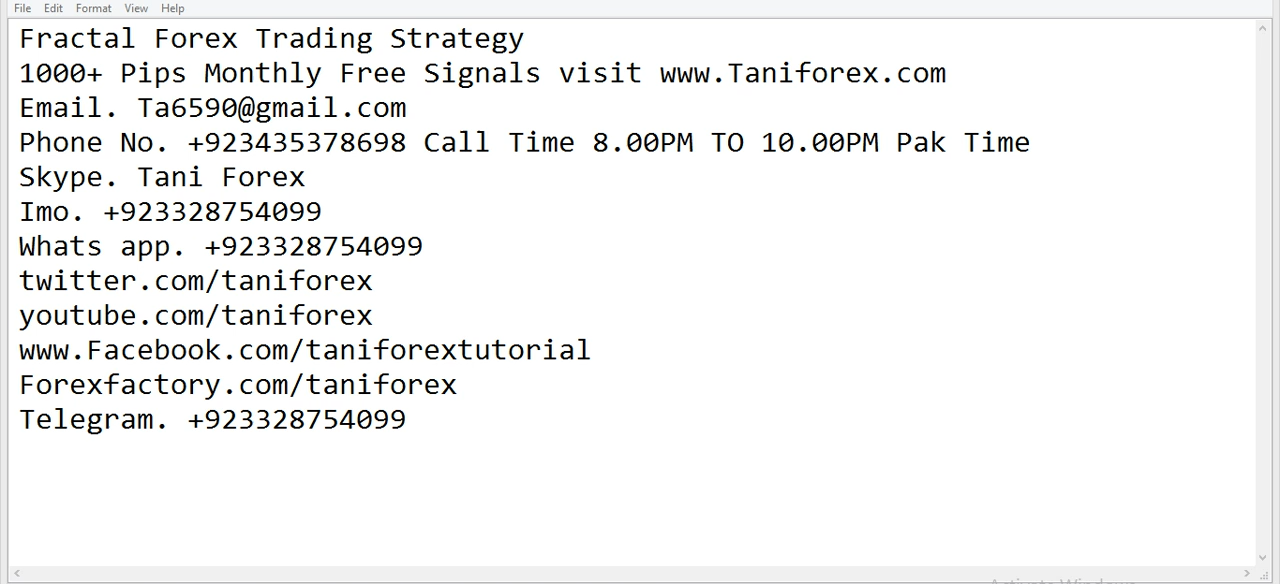 File Edit Format View Help
Fractal Forex Trading Strategy
1000+ Pips Monthly Free Signals visit www.Taniforex.com
Email. Ta6590@gmail.com
Phone No. +923435378698 Call Time 8.00PM TO 10.00PM Pak Time
Skype. Tani Forex
Imo. +923328754099
Whats app. +923328754099
twitter.com/taniforex
youtube.com/taniforex
www.Facebook.com/taniforextutorial
Forexfactory.com/taniforex
Telegram. +923328754099